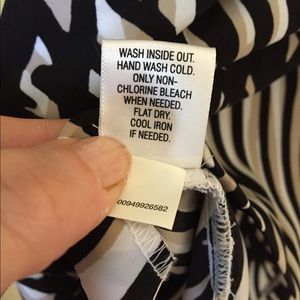 WASH INSIDE OUT.
HAND WASH COLD.
ONLY NON-
CHLORINE BLEACH
WHEN NEEDED.
FLAT DRY.
COOL IRON
IF NEEDED.
00949926582